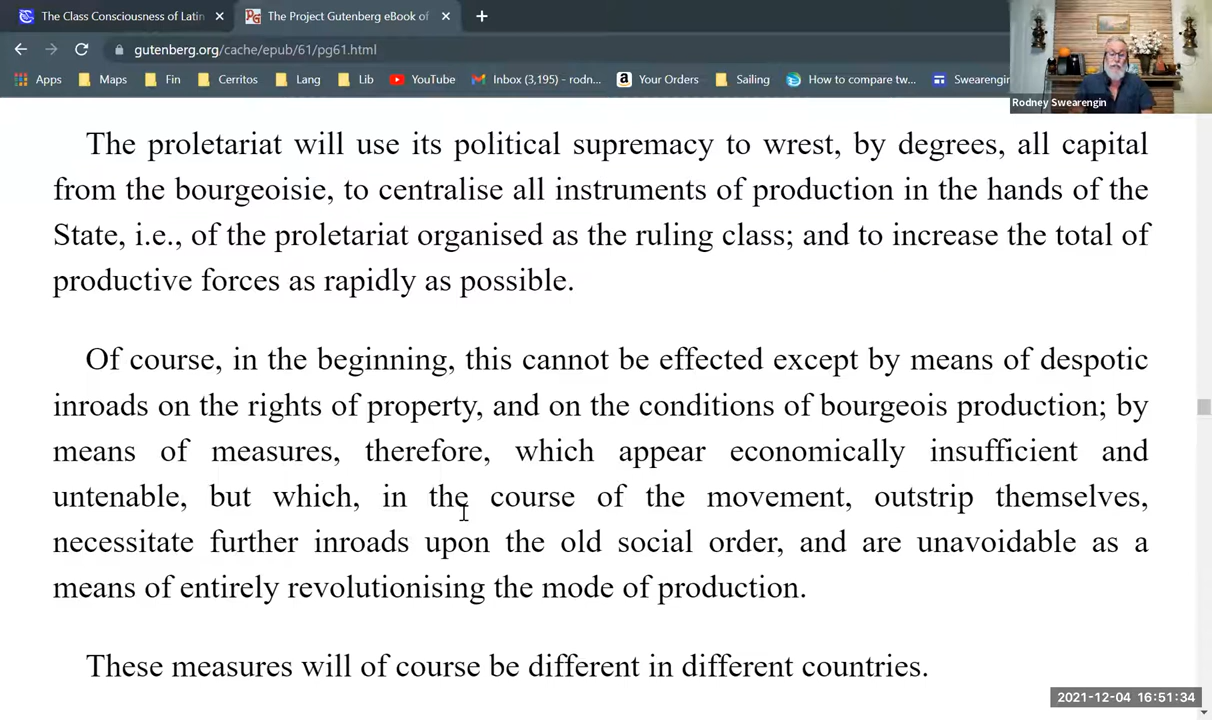 The Class Consciousness of Latin
The Project Gutenberg eBook of
gutenberg.org/cache/epub/61/pg61.html
Apps Maps Fin Cerritos Lang Lib YouTube Inbox (3,195) - rodn... Your Orders Sailing How to compare tw... Swearengin
Rodney Swearengin
The proletariat will use its political supremacy to wrest, by degrees, all capital
from the bourgeoisie, to centralise all instruments of production in the hands of the
State, i.e., of the proletariat organised as the ruling class; and to increase the total of
productive forces as rapidly as possible.
Of course, in the beginning, this cannot be effected except by means of despotic
inroads on the rights of property, and on the conditions of bourgeois production; by
means of measures, therefore, which appear economically insufficient and
untenable, but which, in the course of the movement, outstrip themselves,
necessitate further inroads upon the old social order, and are unavoidable as a
means of entirely revolutionising the mode of production.
These measures will of course be different in different countries.
2021-12-04 16:51:34